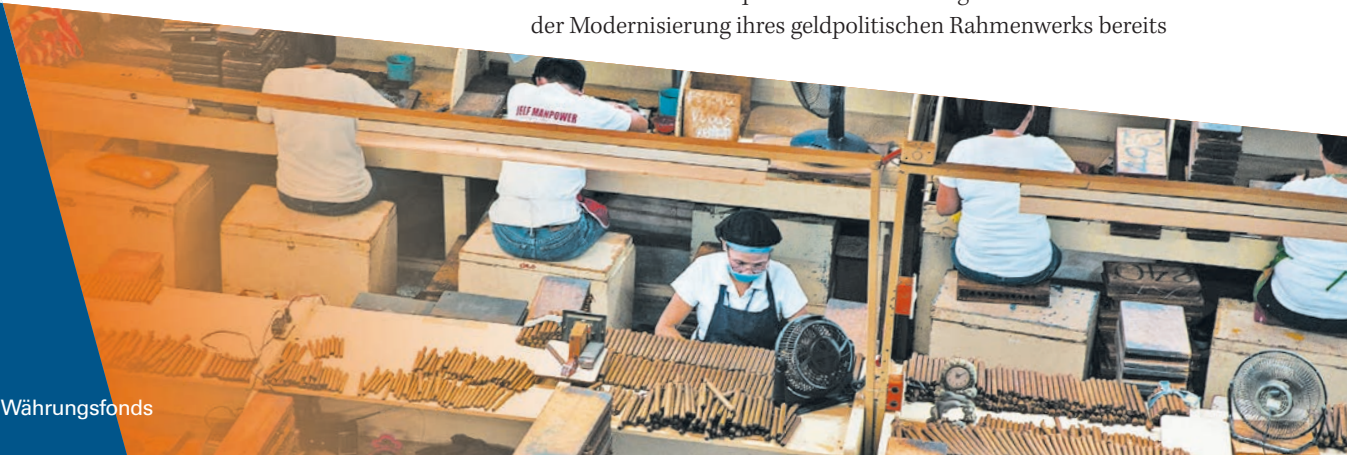 der Modernisierung ihres geldpolitischen Rahmenwerks bereits
SELF MANPOWER
Währungsfonds